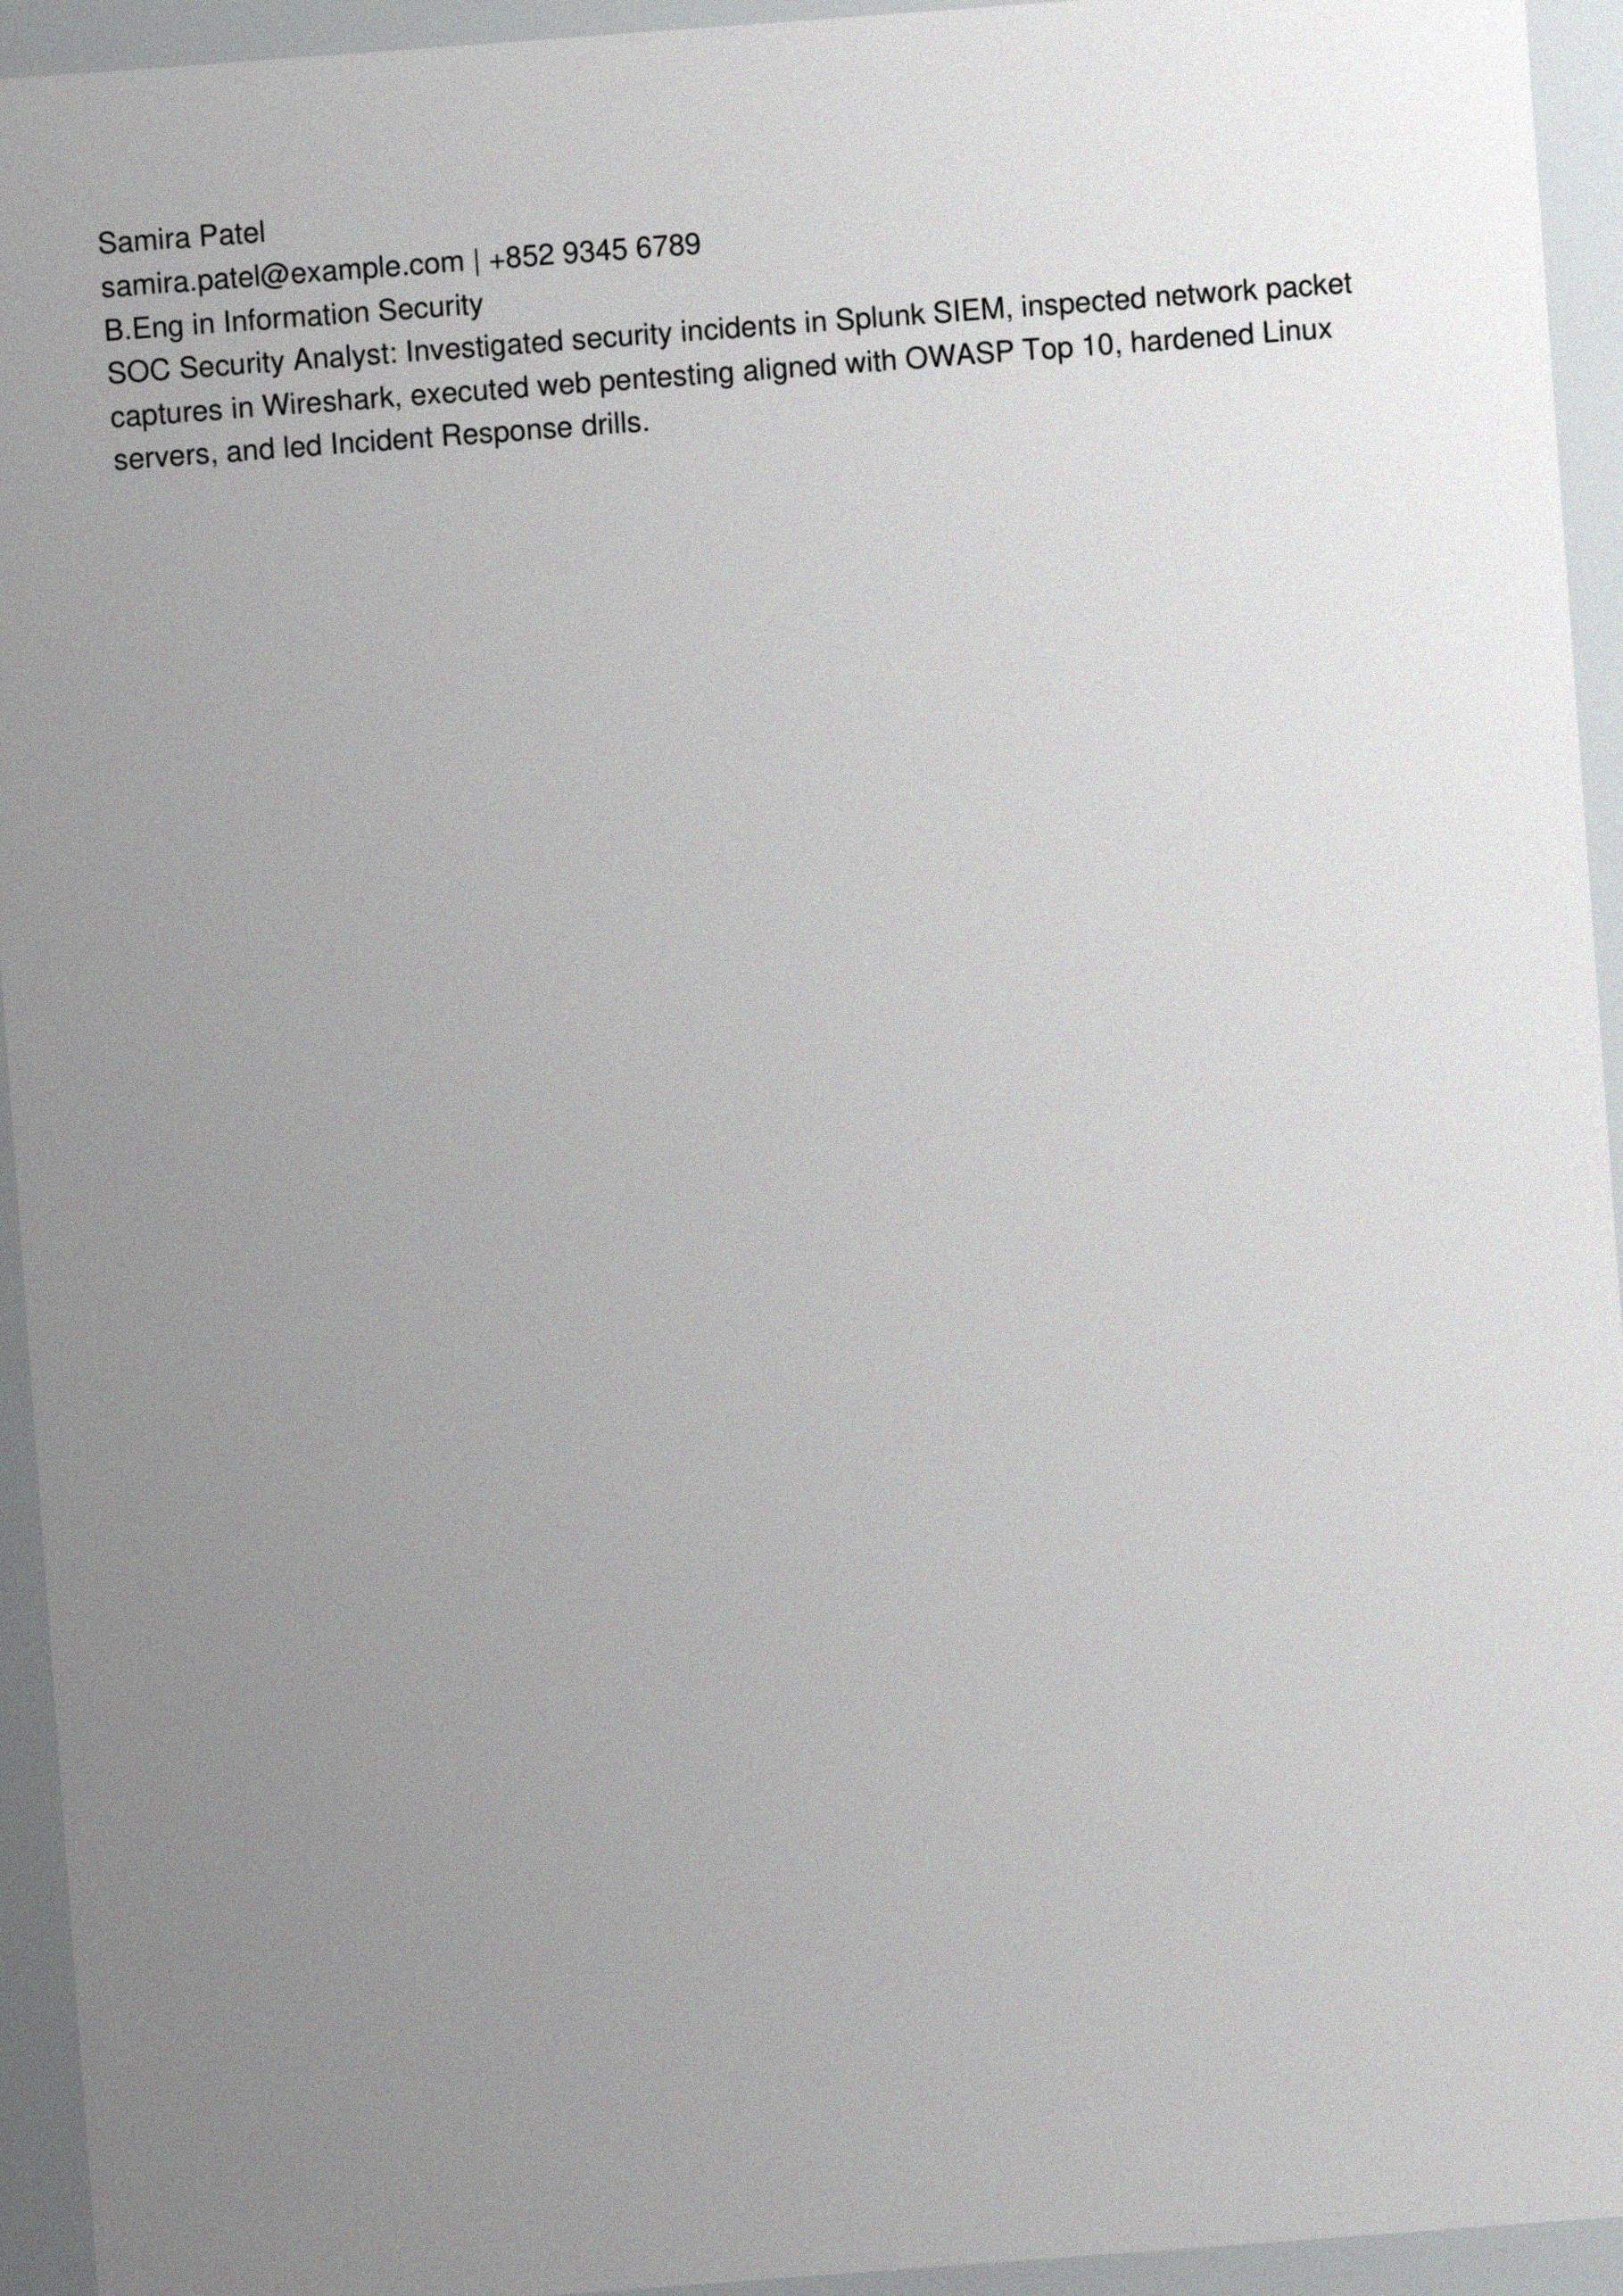 Samira Patel
samira.patel@example.com | +852 9345 6789
B.Eng in Information Security
SOC Security Analyst: Investigated security incidents in Splunk SIEM, inspected network packet
captures in Wireshark, executed web pentesting aligned with OWASP Top 10, hardened Linux
servers, and led Incident Response drills.